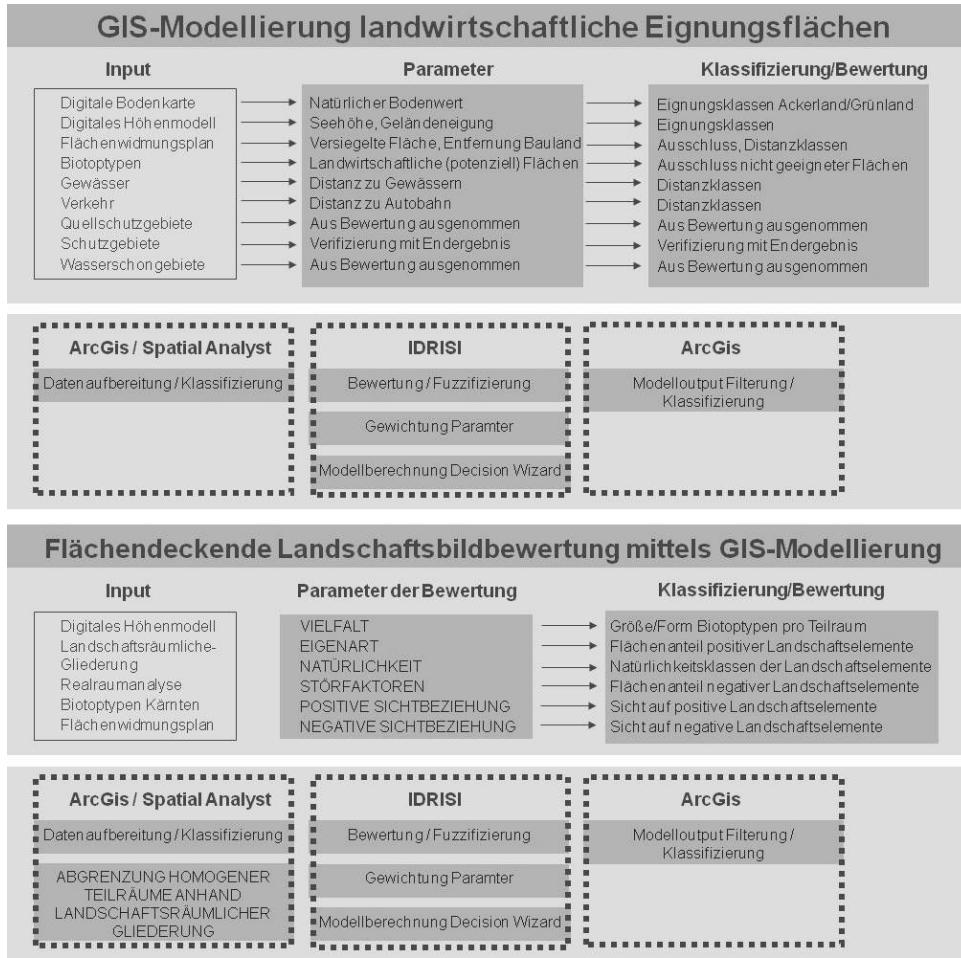 GIS-Modellierung landwirtschaftliche Eignungsflächen
Input
Parameter
Klassifizierung/Bewertung
Digitale Bodenkarte
Natürlicher Bodenwert
Eignungsklassen Ackerland/Grünland
Digitales Höhenmodell
Seehöhe, Geländeneigung
Eignungsklassen
Flächenwidmungsplan
Versiegelte Fläche, Entfernung Bauland
Ausschluss, Distanzklassen
Biotoptypen
Landwirtschaftliche (potenziell) Flächen
Ausschluss nicht geeigneter Flächen
Gewässer
Distanz zu Gewässern
Distanzklassen
Verkehr
Distanz zu Autobahn
Distanzklassen
Quellschutzgebiete
Aus Bewertung ausgenommen
Aus Bewertung ausgenommen
Schutzgebiete
Verifizierung mit Endergebnis
Verifizierung mit Endergebnis
Wasserschongebiete
Aus Bewertung ausgenommen
Aus Bewertung ausgenommen
ArcGis / Spatial Analyst
Datenaufbereitung / Klassifizierung
IDRISI
Bewertung / Fuzzifizierung
Gewichtung Paramter
Modellberechnung Decision Wizard
ArcGis
Modelloutput Filterung /
Klassifizierung
Flächendeckende Landschaftsbildbewertung mittels GIS-Modellierung
Input
Parameter der Bewertung
Klassifizierung/Bewertung
Digitales Höhenmodell
Landschaftsräumliche-
Gliederung
Realraumanalyse
Biotoptypen Kärnten
Flächenwidmungsplan
VIELFALT
Größe/Form Biotoptypen pro Teilraum
EIGENART
Flächenanteil positiver Landschaftselemente
NATÜRLICHKEIT
Natürlichkeitsklassen der Landschaftselemente
STÖRFAKTOREN
Flächenanteil negativer Landschaftselemente
POSITIVE SICHTBEZIEHUNG
Sicht auf positive Landschaftselemente
NEGATIVE SICHTBEZIEHUNG
Sicht auf negative Landschaftselemente
ArcGis / Spatial Analyst
Datenaufbereitung / Klassifizierung
ABGRENZUNG HOMOGENER
TEILRÄUME ANHAND
LANDSCHAFTSRÄUMLICHER
GLIEDERUNG
IDRISI
Bewertung / Fuzzifizierung
Gewichtung Paramter
Modellberechnung Decision Wizard
ArcGis
Modelloutput Filterung /
Klassifizierung